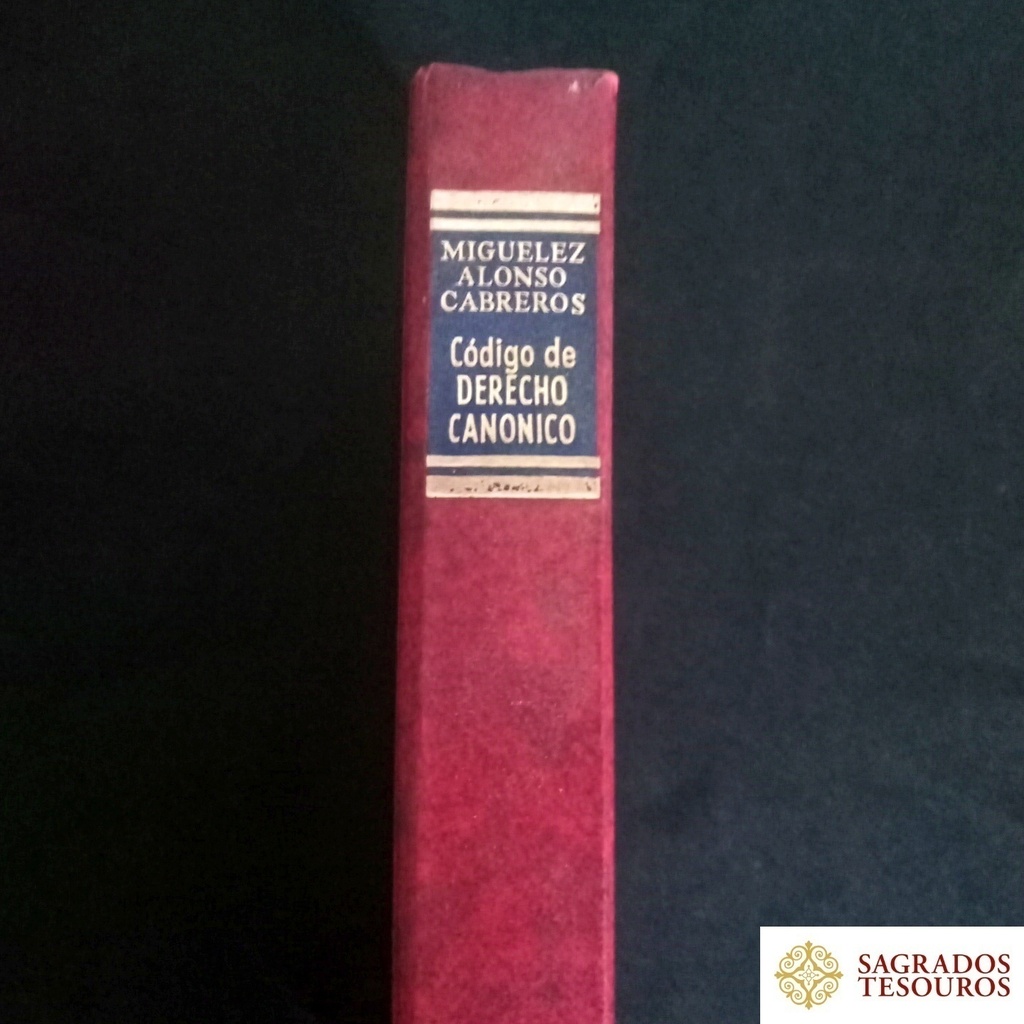 MIGUELEZ
ALONSO
CABREROS
Código de
DERECHO
CANONICO
SAGRADOS
TESOUROS